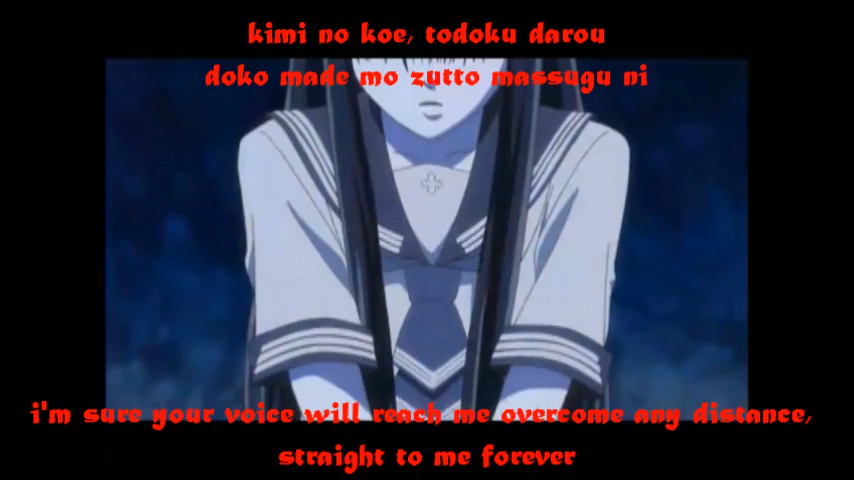 kimi no koe, todoku darou
doko made mo zutto massugu ni
i'm sure your voice will reach me overcome any distance,
straight to me forever